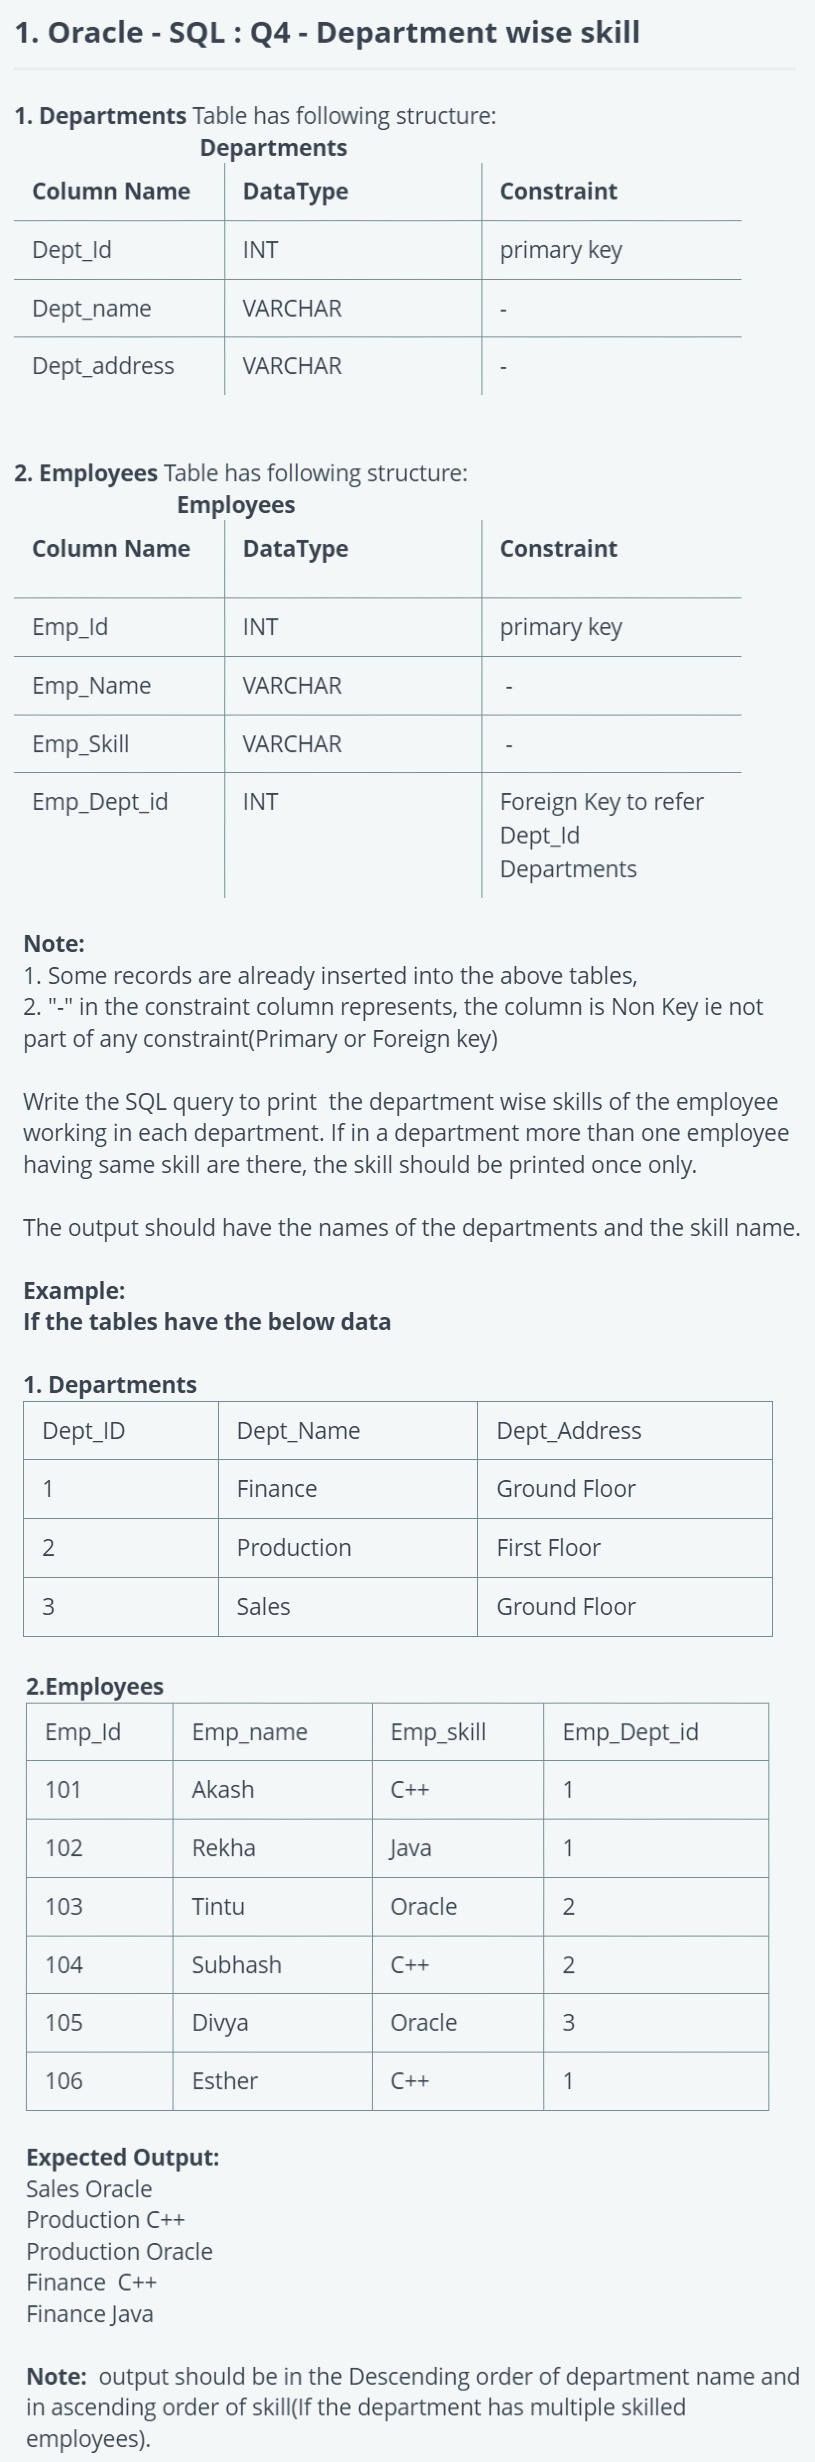 1. Oracle - SQL : Q4 - Department wise skill
1. Departments Table has following structure:
Departments
Column Name DataType Constraint
Dept_Id INT primary key
Dept_name VARCHAR -
Dept_address VARCHAR -
2. Employees Table has following structure:
Employees
Column Name DataType Constraint
Emp_Id INT primary key
Emp_Name VARCHAR -
Emp_Skill VARCHAR -
Emp_Dept_id INT Foreign Key to refer
Dept_Id
Departments
Note:
1. Some records are already inserted into the above tables,
2. "-" in the constraint column represents, the column is Non Key ie not
part of any constraint(Primary or Foreign key)
Write the SQL query to print the department wise skills of the employee
working in each department. If in a department more than one employee
having same skill are there, the skill should be printed once only.
The output should have the names of the departments and the skill name.
Example:
If the tables have the below data
1. Departments
Dept_ID Dept_Name Dept_Address
1 Finance Ground Floor
2 Production First Floor
3 Sales Ground Floor
2.Employees
Emp_Id Emp_name Emp_skill Emp_Dept_id
101 Akash C++ 1
102 Rekha Java 1
103 Tintu Oracle 2
104 Subhash C++ 2
105 Divya Oracle 3
106 Esther C++ 1
Expected Output:
Sales Oracle
Production C++
Production Oracle
Finance C++
Finance Java
Note: output should be in the Descending order of department name and
in ascending order of skill(If the department has multiple skilled
employees).